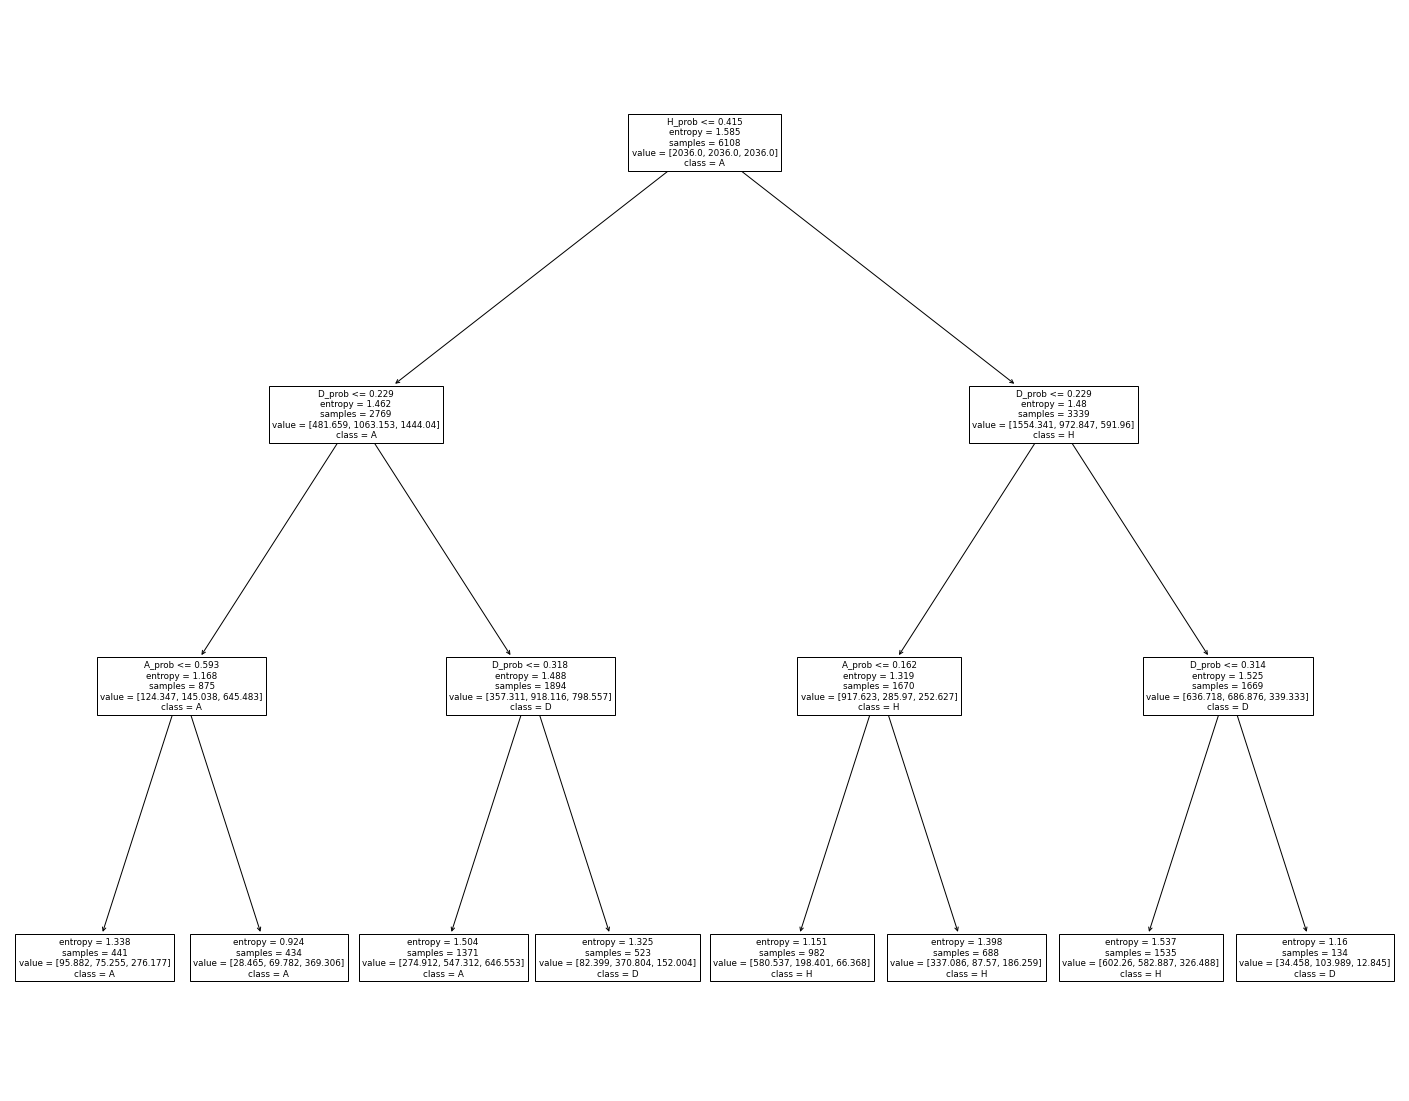 H_prob <= 0.415
entropy = 1.585
samples = 6108
value = [2036.0, 2036.0, 2036.0]
class = A
D_prob <= 0.229
entropy = 1.462
samples = 2769
value = [481.659, 1063.153, 1444.04]
class = A
D_prob <= 0.229
entropy = 1.48
samples = 3339
value = [1554.341, 972.847, 591.96]
class = H
A_prob <= 0.593
entropy = 1.168
samples = 875
value = [124.347, 145.038, 645.483]
class = A
D_prob <= 0.318
entropy = 1.488
samples = 1894
value = [357.311, 918.116, 798.557]
class = D
A_prob <= 0.162
entropy = 1.319
samples = 1670
value = [917.623, 285.97, 252.627]
class = H
D_prob <= 0.314
entropy = 1.525
samples = 1669
value = [636.718, 686.876, 339.333]
class = D
entropy = 1.338
samples = 441
value = [95.882, 75.255, 276.177]
class = A
entropy = 0.924
samples = 434
value = [28.465, 69.782, 369.306]
class = A
entropy = 1.504
samples = 1371
value = [274.912, 547.312, 646.553]
class = A
entropy = 1.325
samples = 523
value = [82.399, 370.804, 152.004]
class = D
entropy = 1.151
samples = 982
value = [580.537, 198.401, 66.368]
class = H
entropy = 1.398
samples = 688
value = [337.086, 87.57, 186.259]
class = H
entropy = 1.537
samples = 1535
value = [602.26, 582.887, 326.488]
class = H
entropy = 1.16
samples = 134
value = [34.458, 103.989, 12.845]
class = D